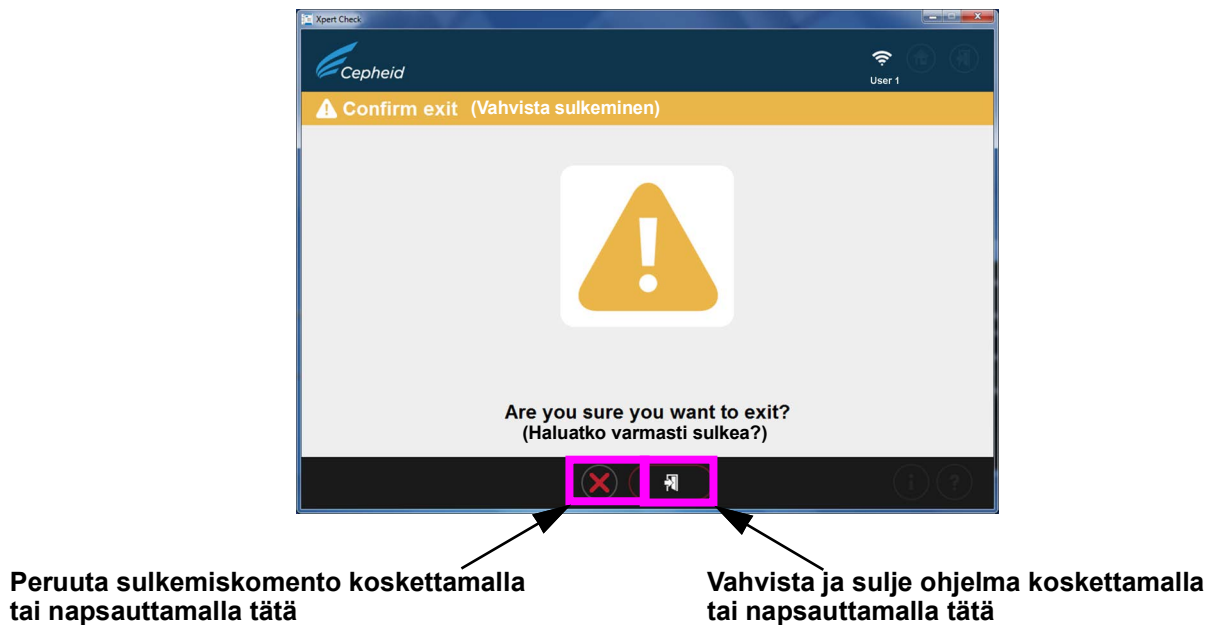 Xpert Check
Cepheid
User 1
Confirm exit (Vahvista sulkeminen)
Are you sure you want to exit?
(Haluatko varmasti sulkea?)
i ?
Peruuta sulkemiskomento koskettamalla
tai napsauttamalla tätä
Vahvista ja sulje ohjelma koskettamalla
tai napsauttamalla tätä